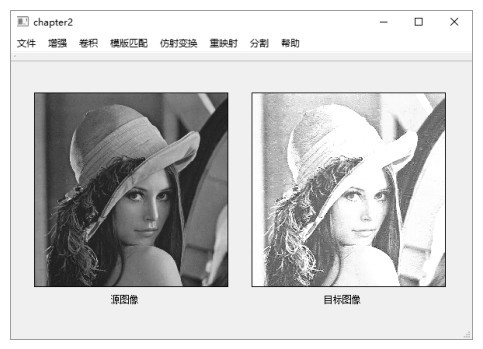 chapter2
文件 增强 卷积 模版匹配 仿射变换 重映射 分割 帮助
源图像 目标图像